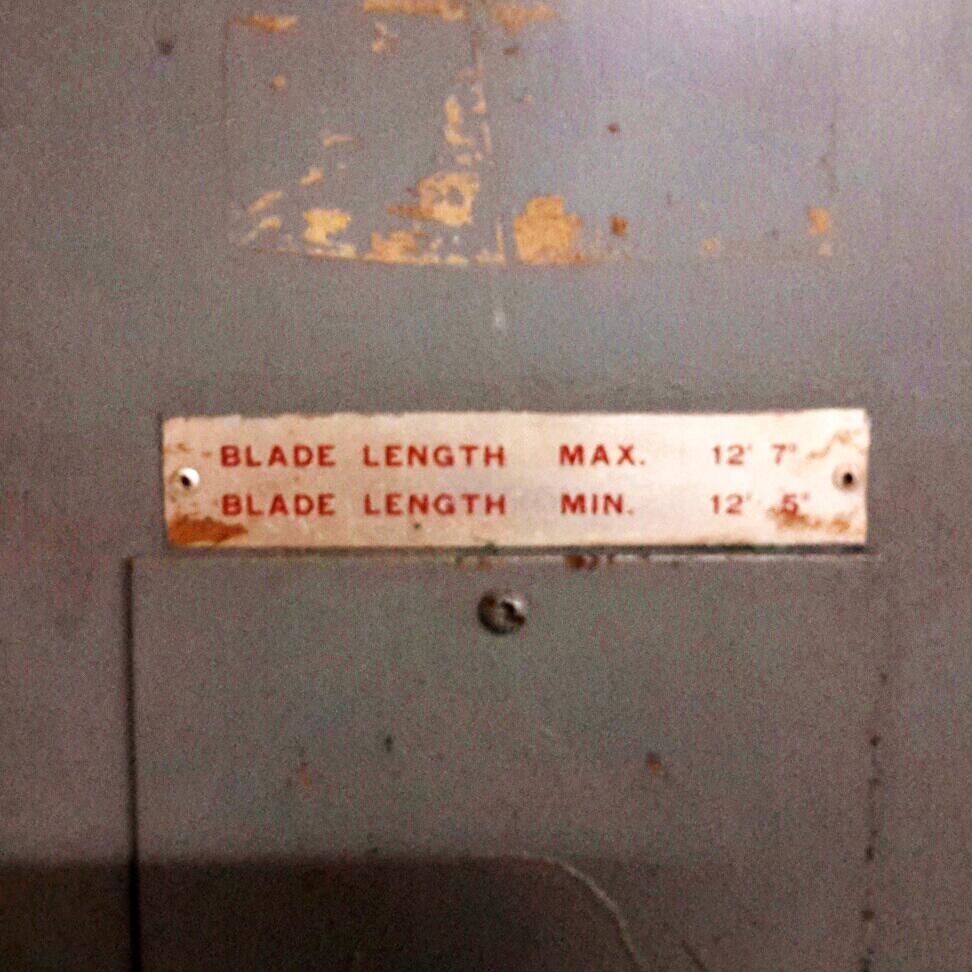 BLADE LENGTH MAX. 12' 7"
BLADE LENGTH MIN. 12' 5"